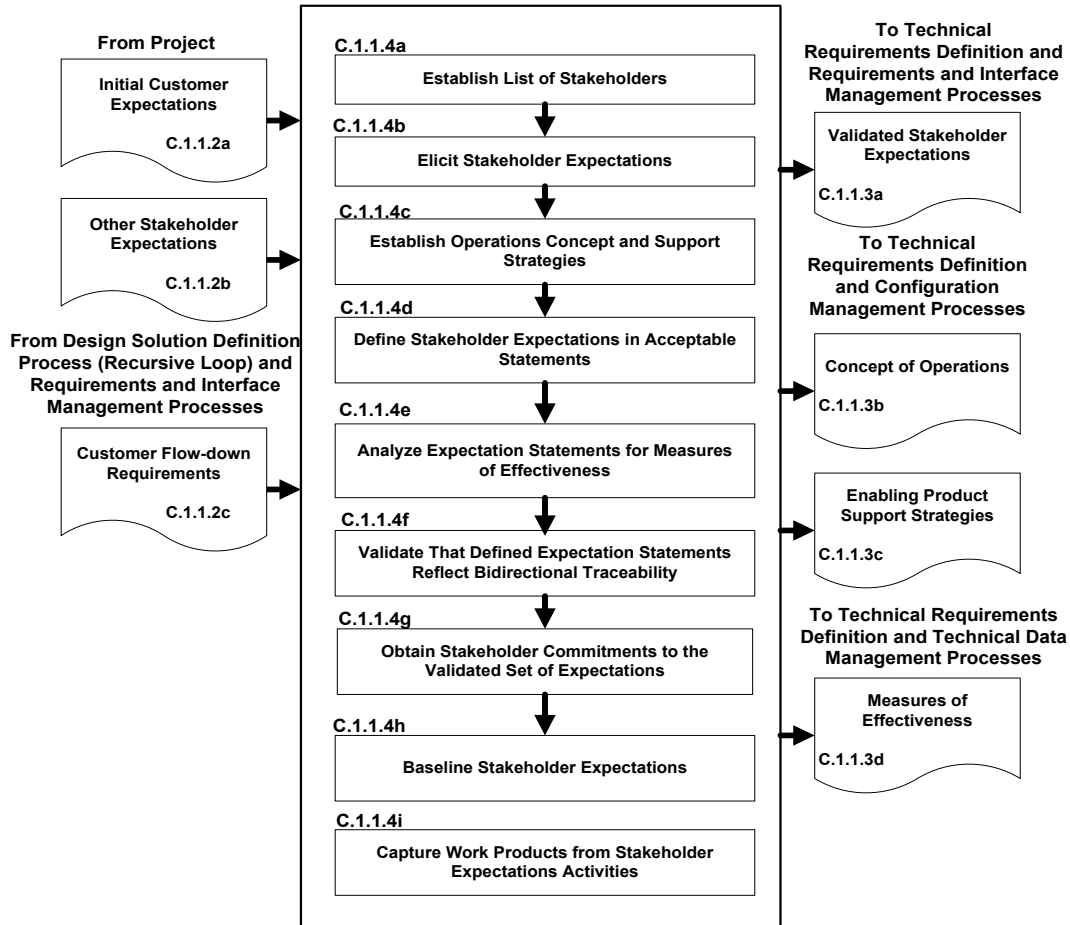 From Project
Initial Customer
Expectations
C.1.1.2a
Other Stakeholder
Expectations
C.1.1.2b
From Design Solution Definition
Process (Recursive Loop) and
Requirements and Interface
Management Processes
Customer Flow-down
Requirements
C.1.1.2c
C.1.1.4a
Establish List of Stakeholders
C.1.1.4b
Elicit Stakeholder Expectations
C.1.1.4c
Establish Operations Concept and Support
Strategies
C.1.1.4d
Define Stakeholder Expectations in Acceptable
Statements
C.1.1.4e
Analyze Expectation Statements for Measures
of Effectiveness
C.1.1.4f
Validate That Defined Expectation Statements
Reflect Bidirectional Traceability
C.1.1.4g
Obtain Stakeholder Commitments to the
Validated Set of Expectations
C.1.1.4h
Baseline Stakeholder Expectations
C.1.1.4i
Capture Work Products from Stakeholder
Expectations Activities
To Technical
Requirements Definition and
Requirements and Interface
Management Processes
Validated Stakeholder
Expectations
C.1.1.3a
To Technical
Requirements Definition
and Configuration
Management Processes
Concept of Operations
C.1.1.3b
Enabling Product
Support Strategies
C.1.1.3c
To Technical Requirements
Definition and Technical Data
Management Processes
Measures of
Effectiveness
C.1.1.3d